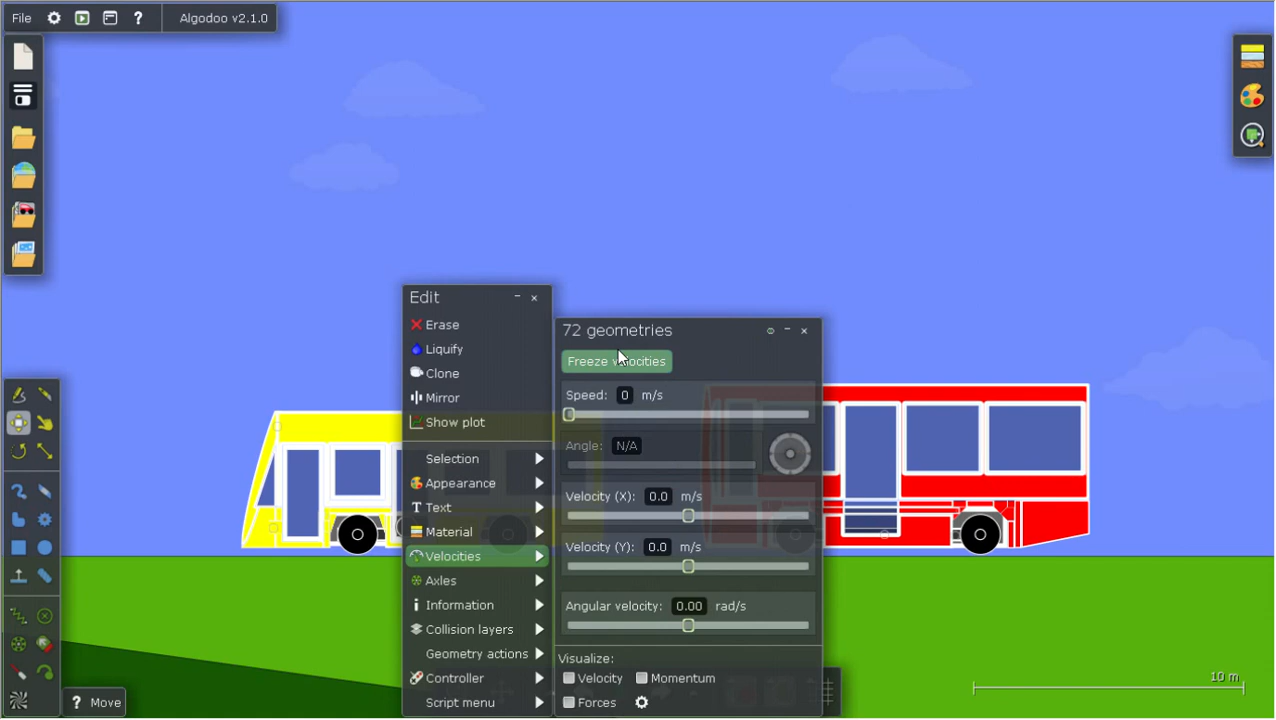 File ? Algodoo v2.1.0
Edit
Erase
Liquify
Clone
Mirror
Show plot
Selection
Appearance
Text
Material
Velocities
Axles
Information
Collision layers
Geometry actions
Controller
Script menu
72 geometries
Freeze velocities
Speed: 0 m/s
Angle: N/A
Velocity (X): 0.0 m/s
Velocity (Y): 0.0 m/s
Angular velocity: 0.00 rad/s
Visualize:
Velocity Momentum
Forces
10 m
? Move